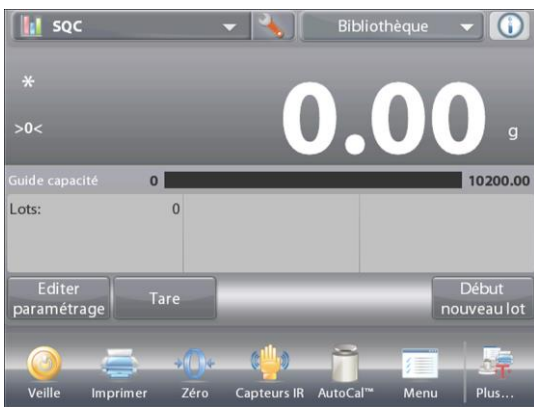 SQC
Bibliothèque
*
>0<
0.00 g
Guide capacité 0 10200.00
Lots: 0
Editer
paramétrage
Tare
Début
nouveau lot
Veille Imprimer Zéro Capteurs IR AutoCal™ Menu Plus...